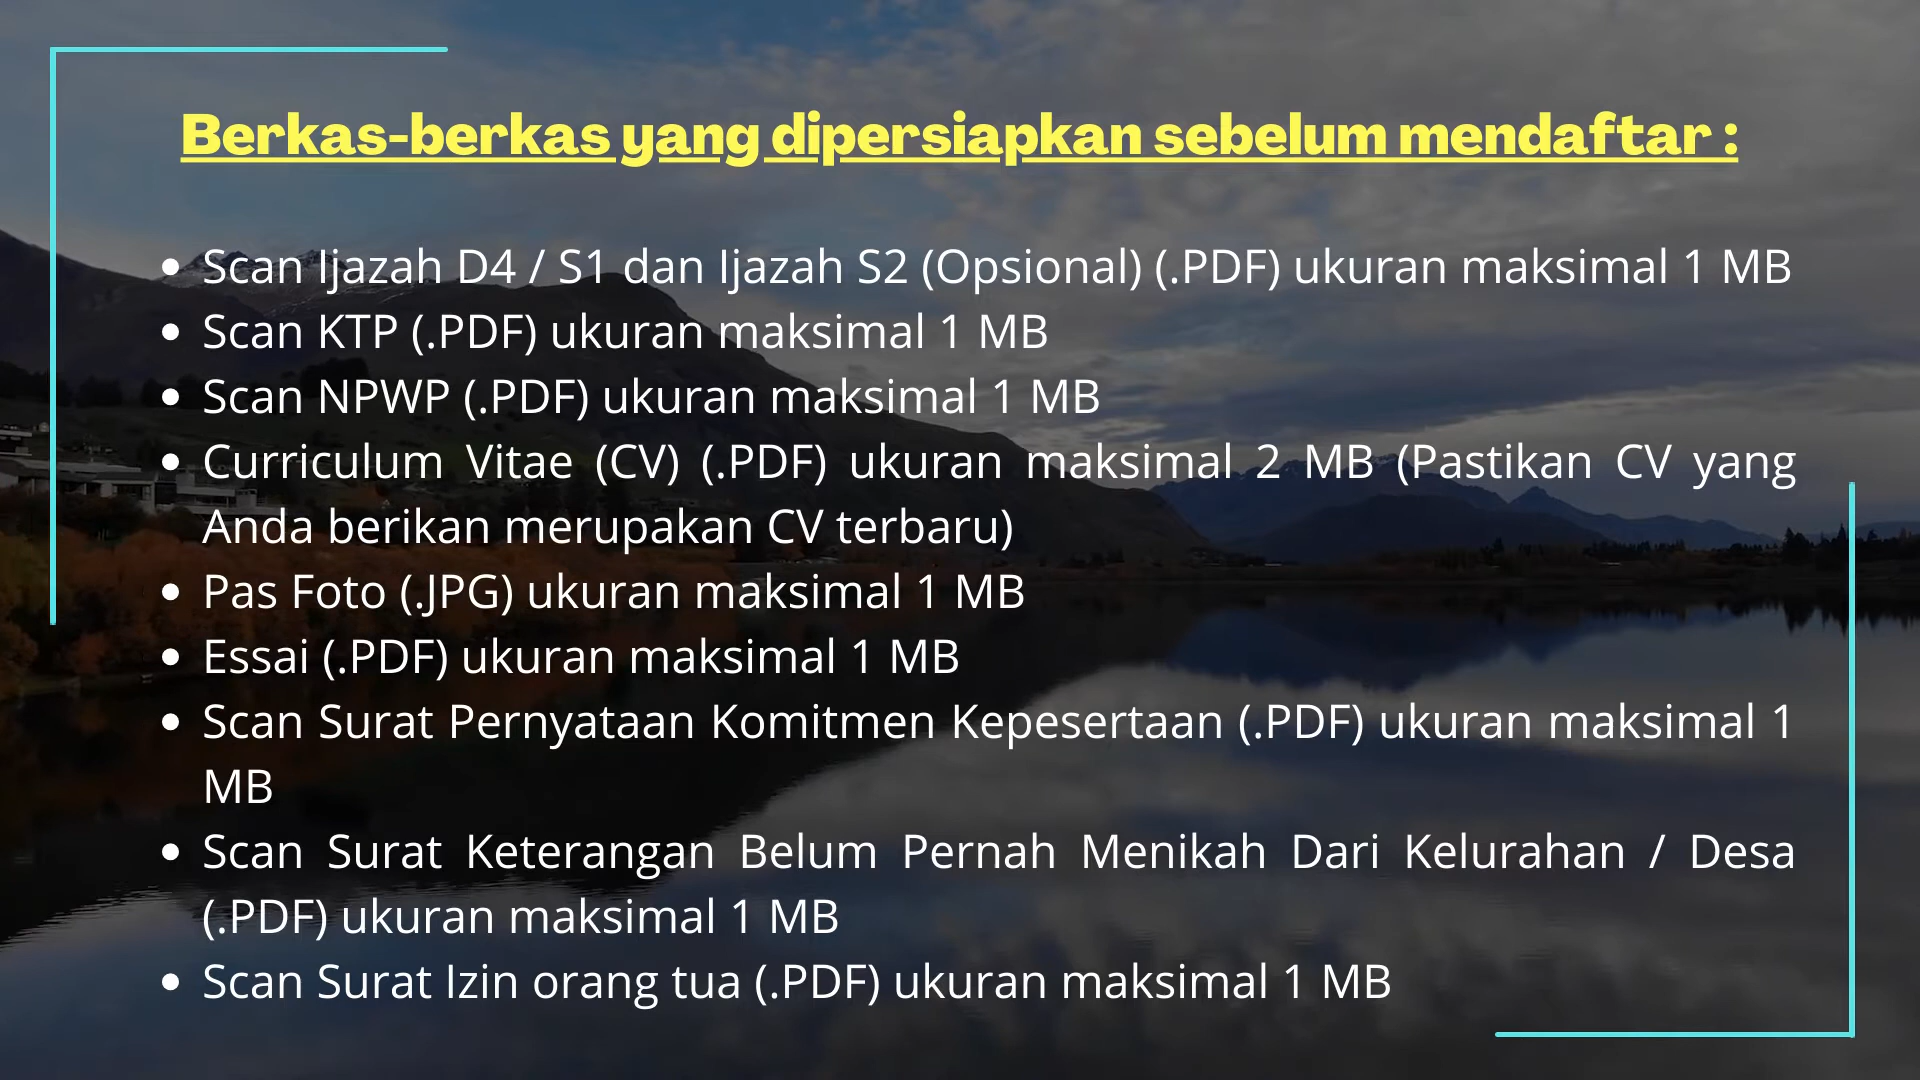 Berkas-berkas yang dipersiapkan sebelum mendaftar :
• Scan Ijazah D4 / S1 dan Ijazah S2 (Opsional) (.PDF) ukuran maksimal 1 MB
• Scan KTP (.PDF) ukuran maksimal 1 MB
• Scan NPWP (.PDF) ukuran maksimal 1 MB
• Curriculum Vitae (CV) (.PDF) ukuran maksimal 2 MB (Pastikan CV yang
Anda berikan merupakan CV terbaru)
• Pas Foto (.JPG) ukuran maksimal 1 MB
• Essai (.PDF) ukuran maksimal 1 MB
• Scan Surat Pernyataan Komitmen Kepesertaan (.PDF) ukuran maksimal 1
MB
• Scan Surat Keterangan Belum Pernah Menikah Dari Kelurahan / Desa
(.PDF) ukuran maksimal 1 MB
• Scan Surat Izin orang tua (.PDF) ukuran maksimal 1 MB